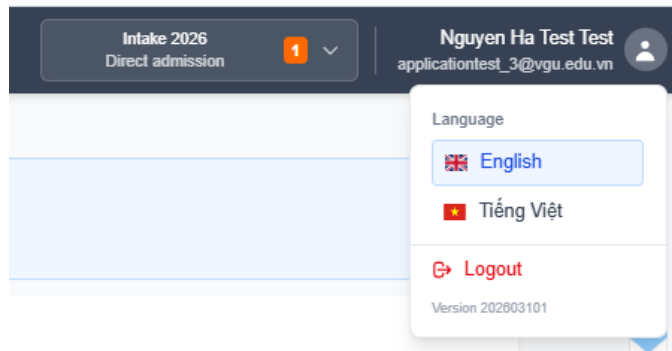 Intake 2026
Direct admission
1
Nguyen Ha Test Test
applicationtest_3@vgu.edu.vn
Language
English
Tiếng Việt
Logout
Version 202603101